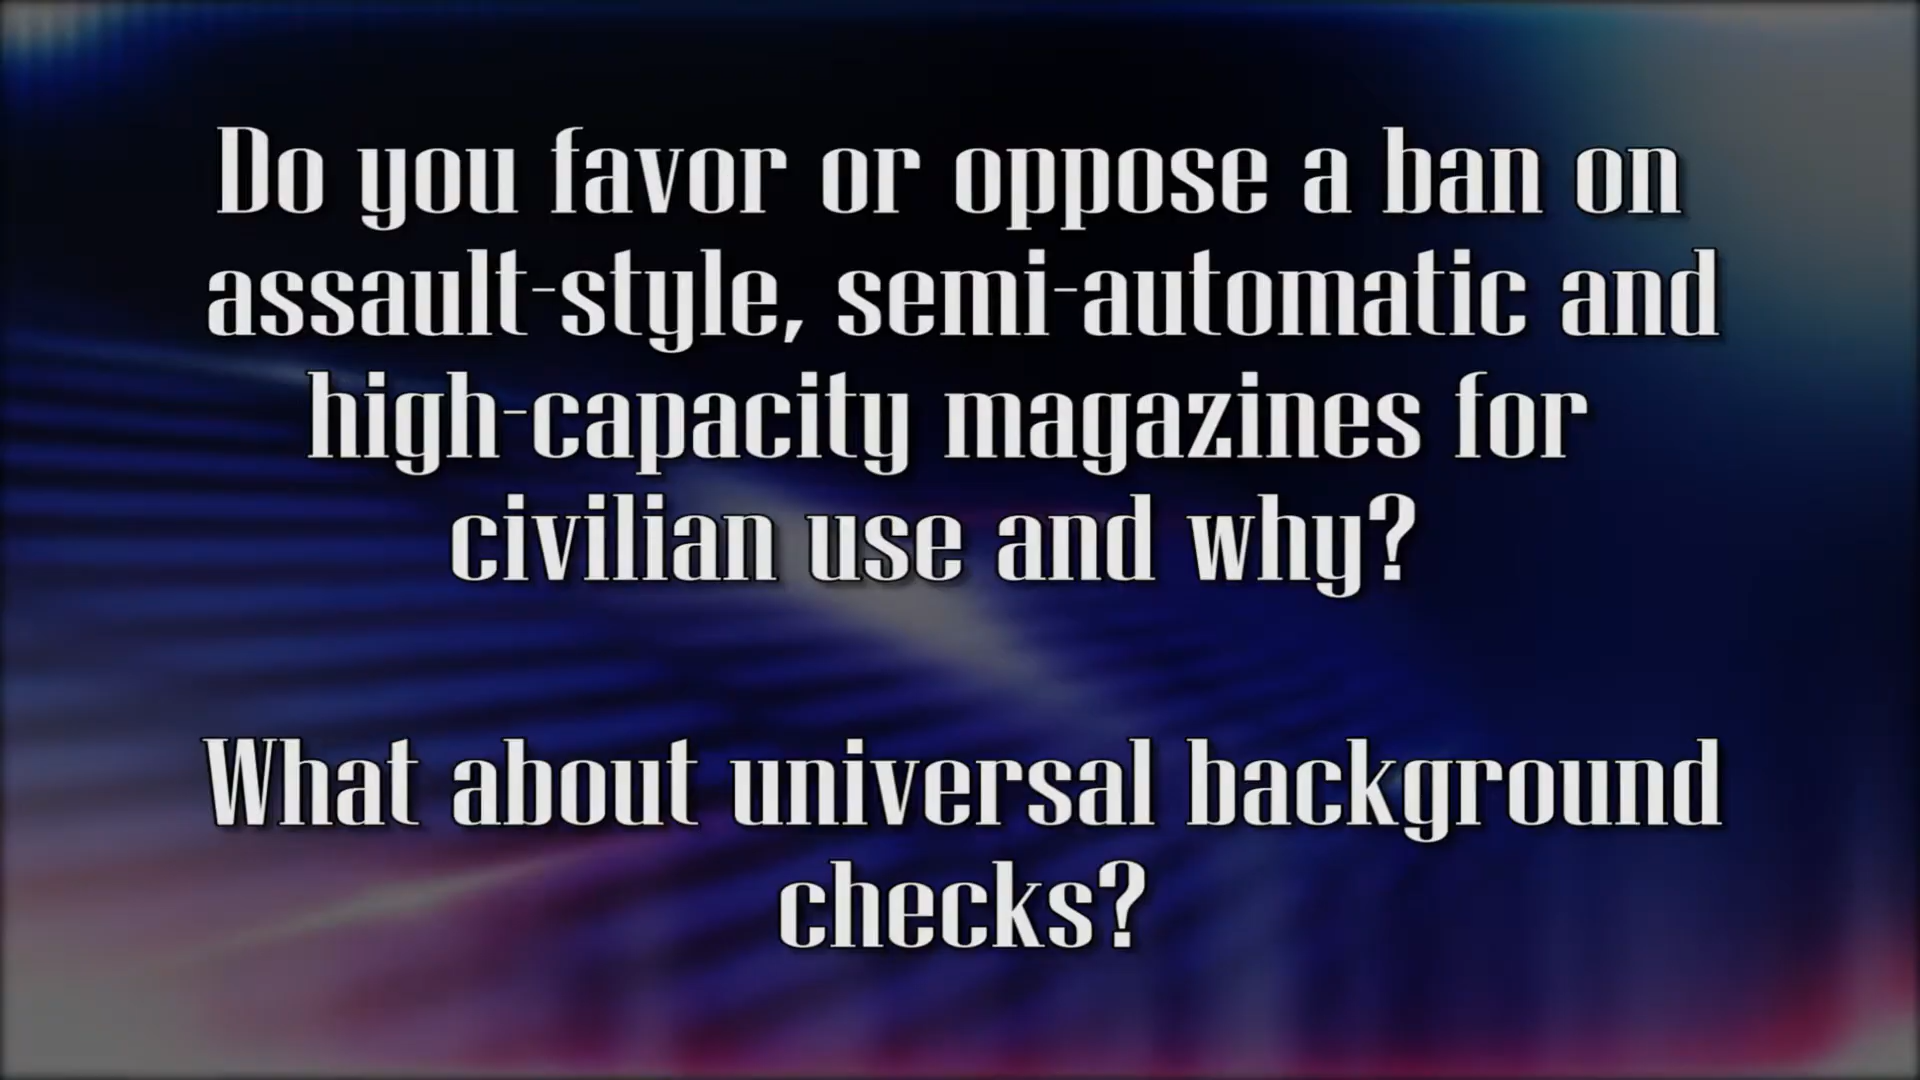 Do you favor or oppose a ban on
assault-style, semi-automatic and
high-capacity magazines for
civilian use and why?
What about universal background
checks?